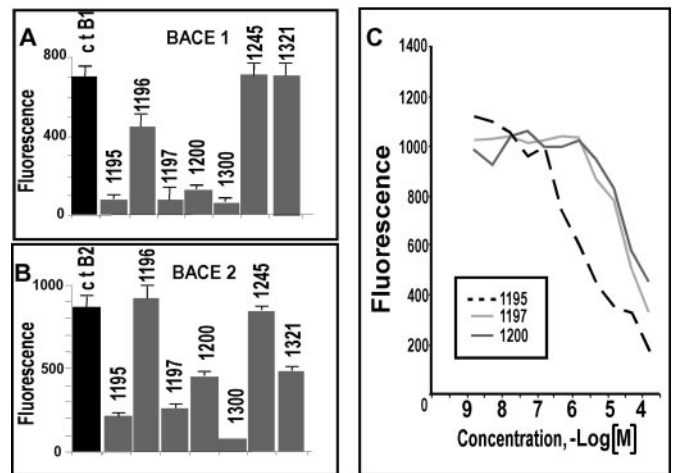 A
BACE 1
Fluorescence
800
400
0
c t B1
1195
1196
1197
1200
1300
1245
1321
B
BACE 2
Fluorescence
1000
500
0
c t B2
1195
1196
1197
1200
1300
1245
1321
C
Fluorescence
1400
1200
1000
800
600
400
200
0
1195
1197
1200
9 8 7 6 5 4
Concentration, -Log[M]